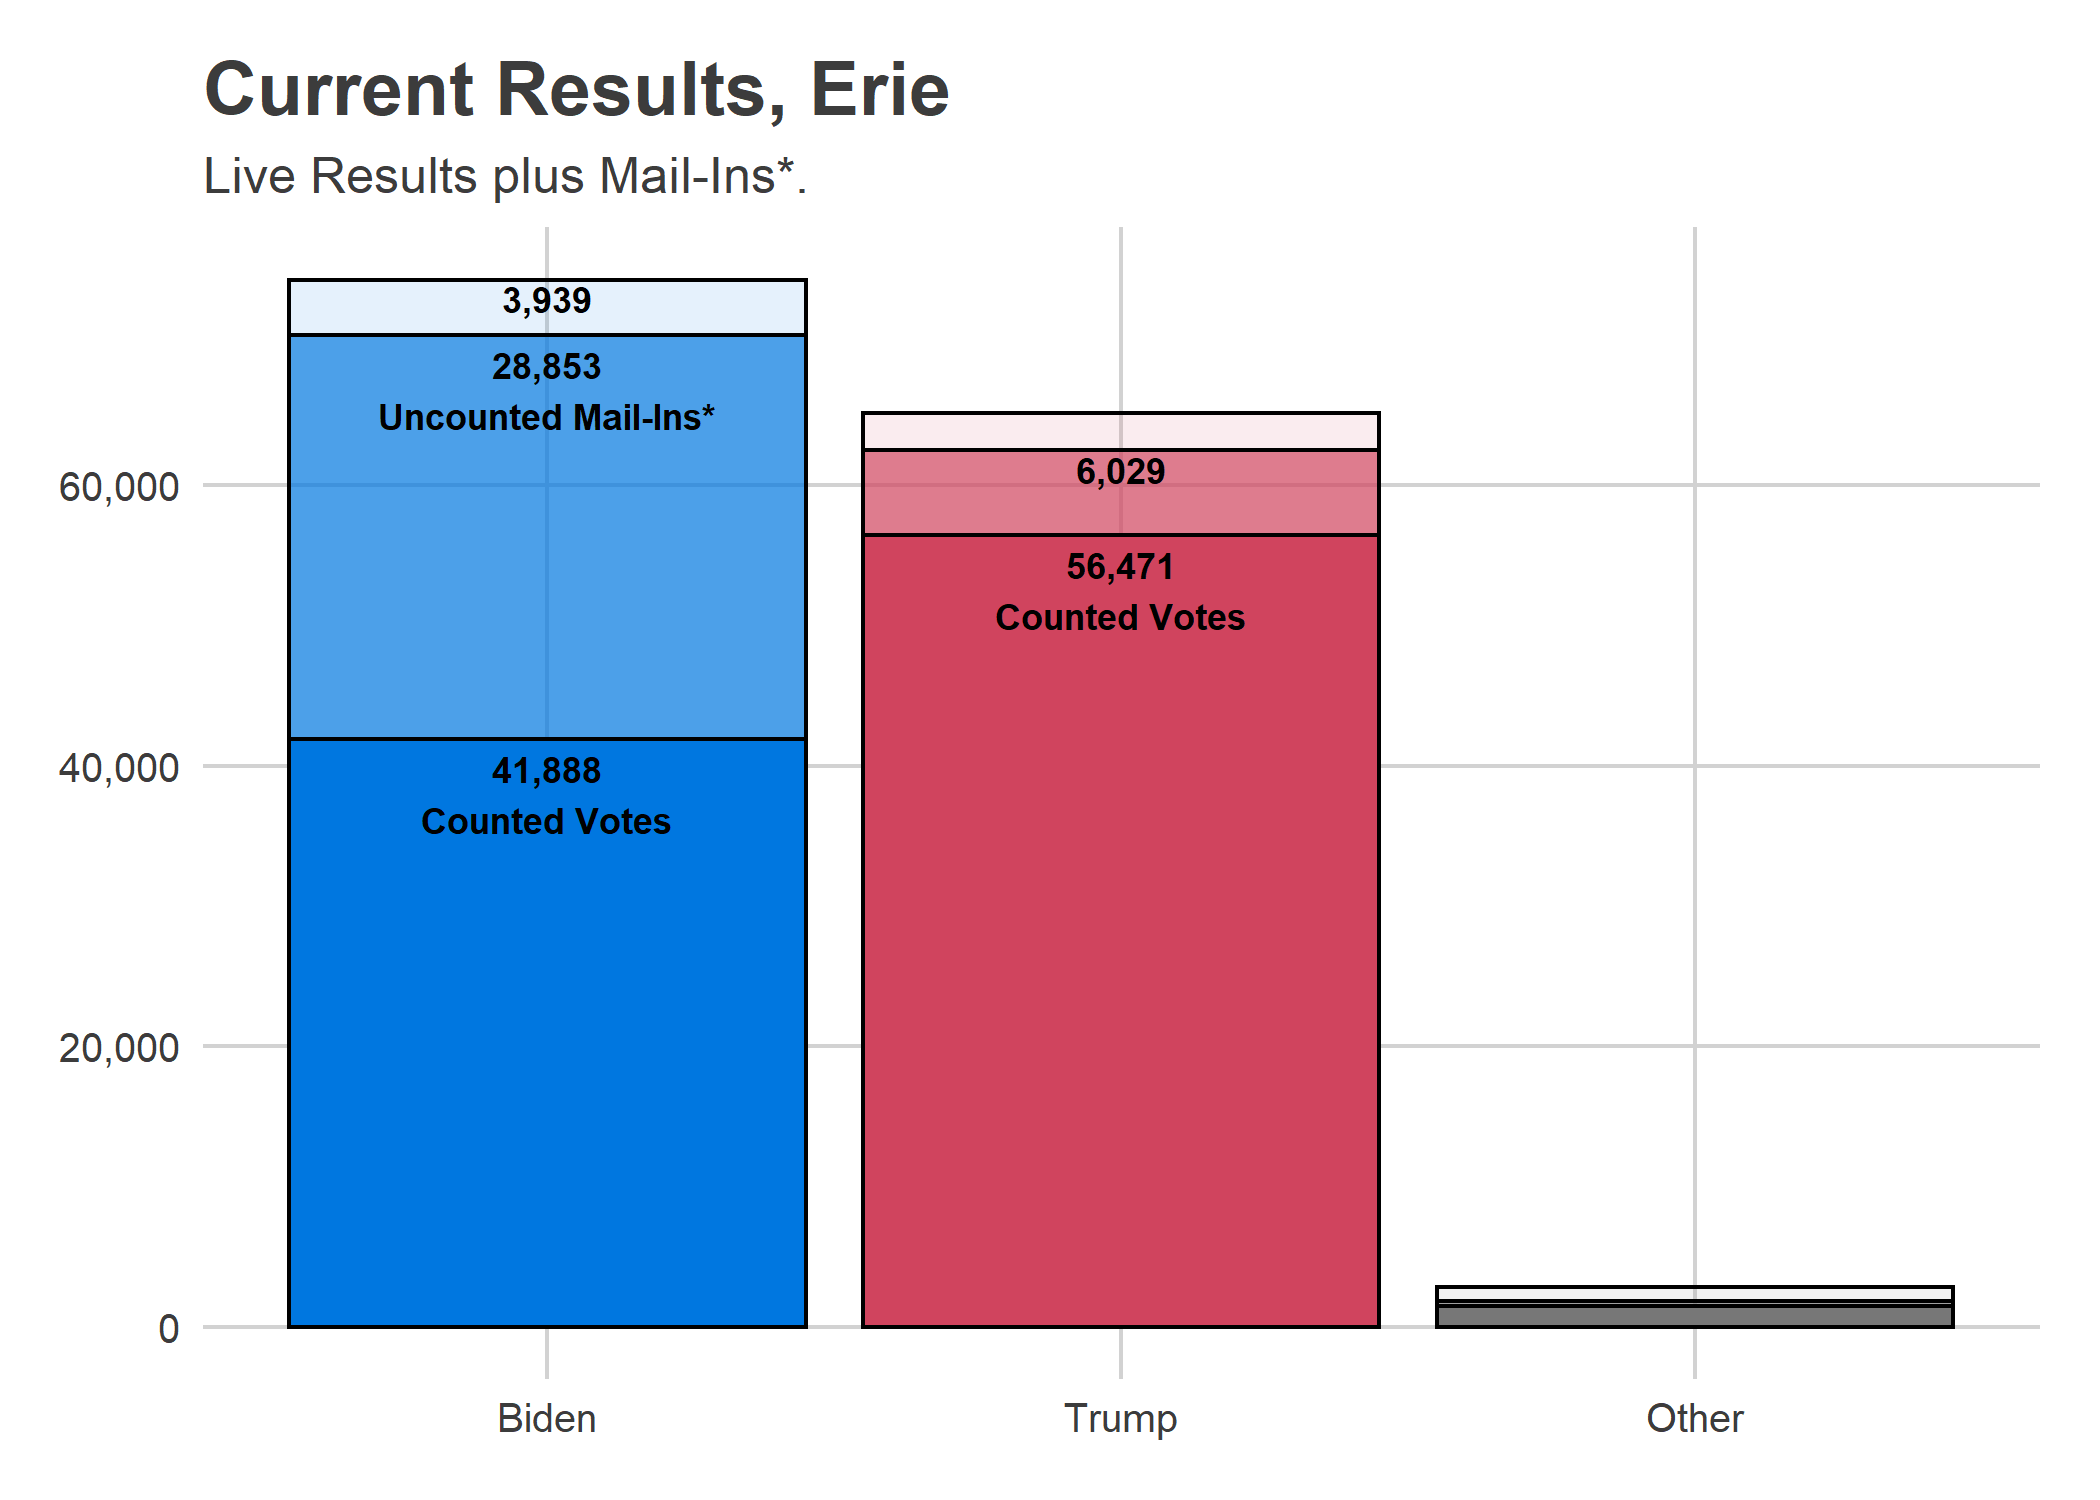 Current Results, Erie
Live Results plus Mail-Ins*.
3,939
28,853
Uncounted Mail-Ins*
6,029
60,000
56,471
Counted Votes
40,000
41,888
Counted Votes
20,000
0
Biden
Trump
Other